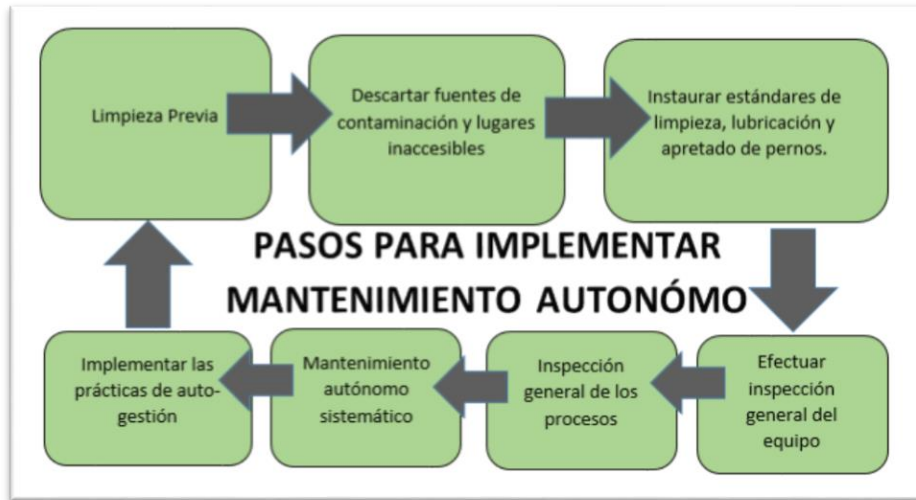 Limpieza Previa
Descartar fuentes de
contaminación y lugares
inaccesibles
Instaurar estándares de
limpieza, lubricación y
apretado de pernos.
PASOS PARA IMPLEMENTAR
MANTENIMIENTO AUTONÓMO
Efectuar
inspección
general del
equipo
Inspección
general de los
procesos
Mantenimiento
autónomo
sistemático
Implementar las
prácticas de auto-
gestión